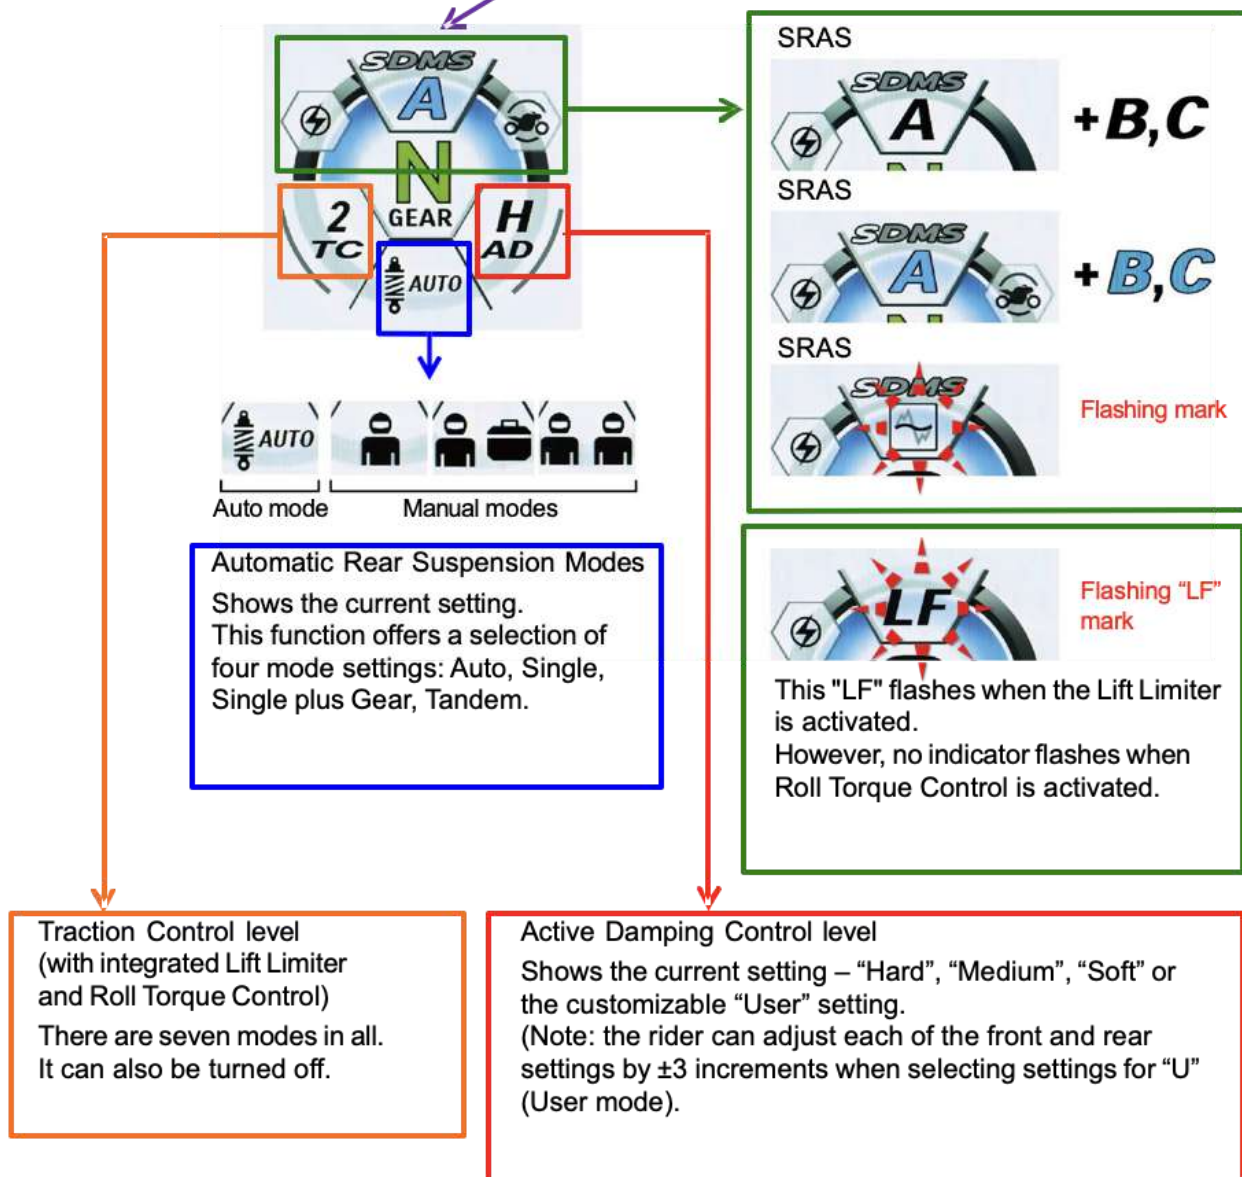 SDMS
A
N
GEAR
2
TC
H
AD
AUTO
AUTO
Auto mode
Manual modes
Automatic Rear Suspension Modes
Shows the current setting.
This function offers a selection of
four mode settings: Auto, Single,
Single plus Gear, Tandem.
SRAS
SDMS
A
+B,C
SRAS
SDMS
A
+B,C
SRAS
SDMS
Flashing mark
LF
Flashing “LF”
mark
This "LF" flashes when the Lift Limiter
is activated.
However, no indicator flashes when
Roll Torque Control is activated.
Traction Control level
(with integrated Lift Limiter
and Roll Torque Control)
There are seven modes in all.
It can also be turned off.
Active Damping Control level
Shows the current setting – “Hard”, “Medium”, “Soft” or
the customizable “User” setting.
(Note: the rider can adjust each of the front and rear
settings by ±3 increments when selecting settings for “U”
(User mode).